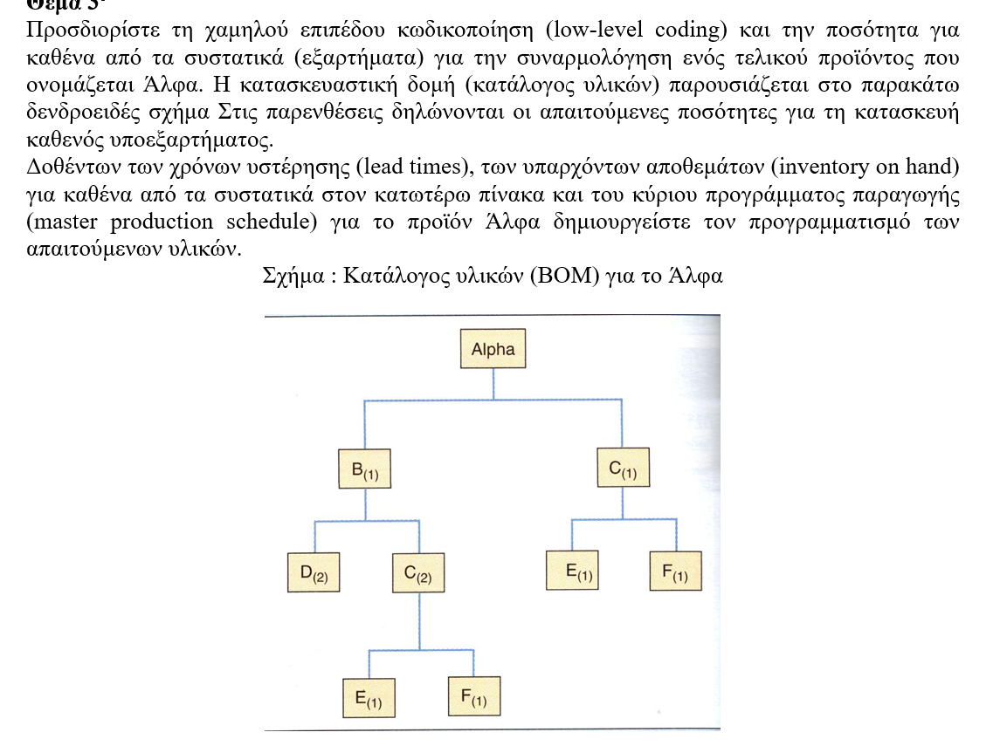 Θέμα 3º
Προσδιορίστε τη χαμηλού επιπέδου κωδικοποίηση (low-level coding) και την ποσότητα για
καθένα από τα συστατικά (εξαρτήματα) για την συναρμολόγηση ενός τελικού προϊόντος που
ονομάζεται Άλφα. Η κατασκευαστική δομή (κατάλογος υλικών) παρουσιάζεται στο παρακάτω
δενδροειδές σχήμα Στις παρενθέσεις δηλώνονται οι απαιτούμενες ποσότητες για τη κατασκευή
καθενός υποεξαρτήματος.
Δοθέντων των χρόνων υστέρησης (lead times), των υπαρχόντων αποθεμάτων (inventory on hand)
για καθένα από τα συστατικά στον κατωτέρω πίνακα και του κύριου προγράμματος παραγωγής
(master production schedule) για το προϊόν Άλφα δημιουργείστε τον προγραμματισμό των
απαιτούμενων υλικών.
Σχήμα : Κατάλογος υλικών (BOM) για το Άλφα
Alpha
B(1) C(1)
D(2) C(2) E(1) F(1)
E(1) F(1)